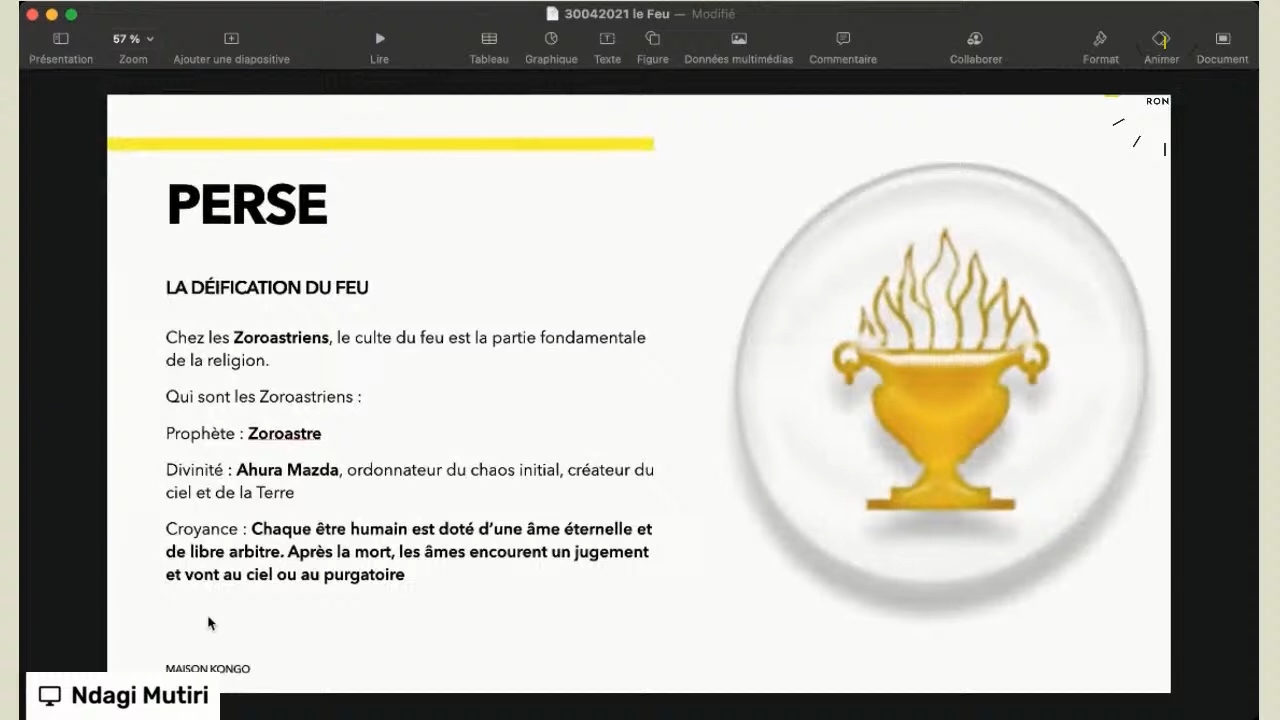 30042021 le Feu — Modifié
57 %
Présentation Zoom Ajouter une diapositive Lire Tableau Graphique Texte Figure Données multimédias Commentaire Collaborer Format Animer Document
RON
PERSE
LA DÉIFICATION DU FEU
Chez les Zoroastriens, le culte du feu est la partie fondamentale
de la religion.
Qui sont les Zoroastriens :
Prophète : Zoroastre
Divinité : Ahura Mazda, ordonnateur du chaos initial, créateur du
ciel et de la Terre
Croyance : Chaque être humain est doté d’une âme éternelle et
de libre arbitre. Après la mort, les âmes encourent un jugement
et vont au ciel ou au purgatoire
MAISON KONGO
Ndagi Mutiri